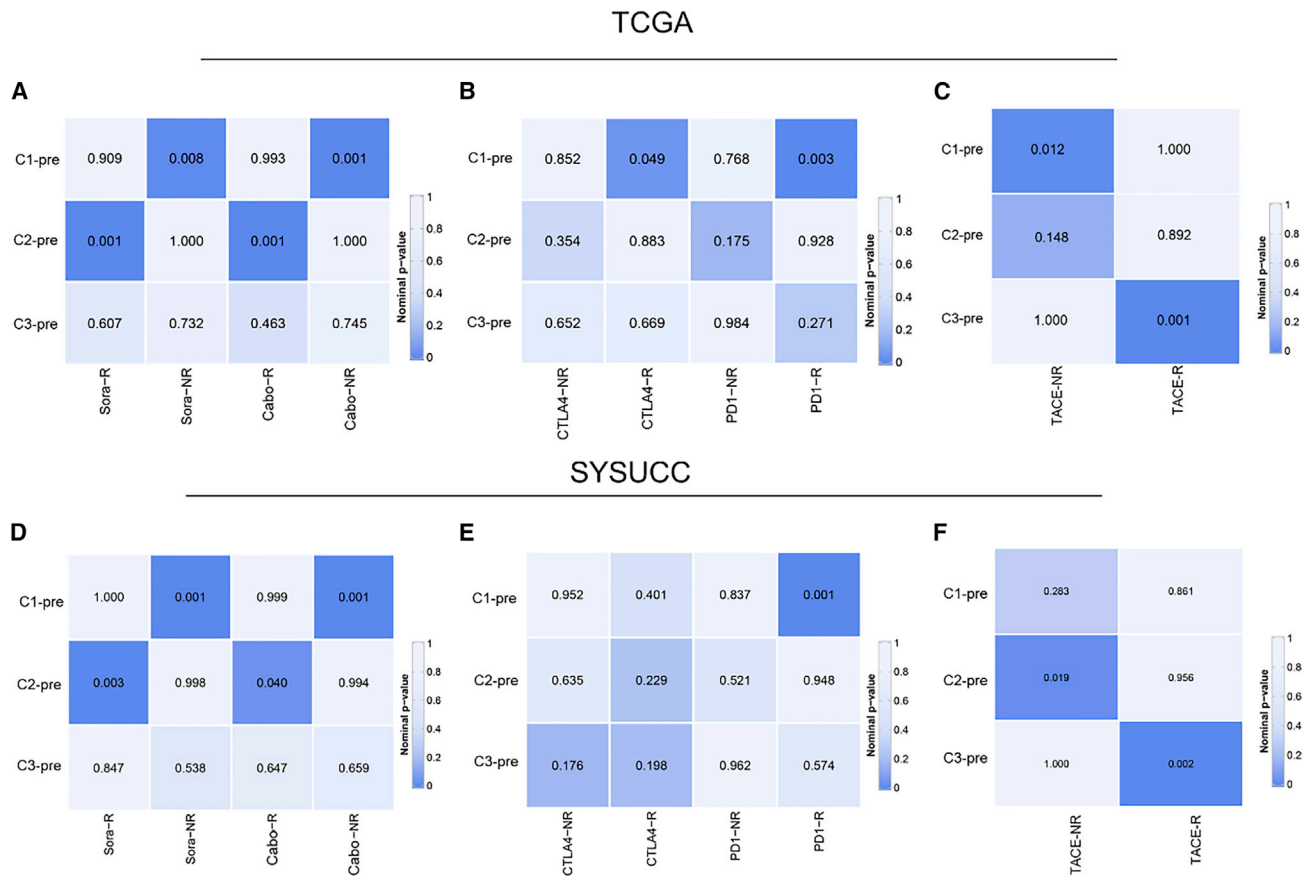 TCGA
A
C1-pre 0.909 0.008 0.993 0.001
C2-pre 0.001 1.000 0.001 1.000
C3-pre 0.607 0.732 0.463 0.745
Sora-R Sora-NR Cabo-R Cabo-NR
Nominal p-value
1
0.8
0.6
0.4
0.2
0
B
C1-pre 0.852 0.049 0.768 0.003
C2-pre 0.354 0.883 0.175 0.928
C3-pre 0.652 0.669 0.984 0.271
CTLA4-NR CTLA4-R PD1-NR PD1-R
Nominal p-value
1
0.8
0.6
0.4
0.2
0
C
C1-pre 0.012 1.000
C2-pre 0.148 0.892
C3-pre 1.000 0.001
TACE-NR TACE-R
Nominal p-value
1
0.8
0.6
0.4
0.2
0
SYSUCC
D
C1-pre 1.000 0.001 0.999 0.001
C2-pre 0.003 0.998 0.040 0.994
C3-pre 0.847 0.538 0.647 0.659
Sora-R Sora-NR Cabo-R Cabo-NR
Nominal p-value
1
0.8
0.6
0.4
0.2
0
E
C1-pre 0.952 0.401 0.837 0.001
C2-pre 0.635 0.229 0.521 0.948
C3-pre 0.176 0.198 0.962 0.574
CTLA4-NR CTLA4-R PD1-NR PD1-R
Nominal p-value
1
0.8
0.6
0.4
0.2
0
F
C1-pre 0.283 0.861
C2-pre 0.019 0.956
C3-pre 1.000 0.002
TACE-NR TACE-R
Nominal p-value
1
0.8
0.6
0.4
0.2
0